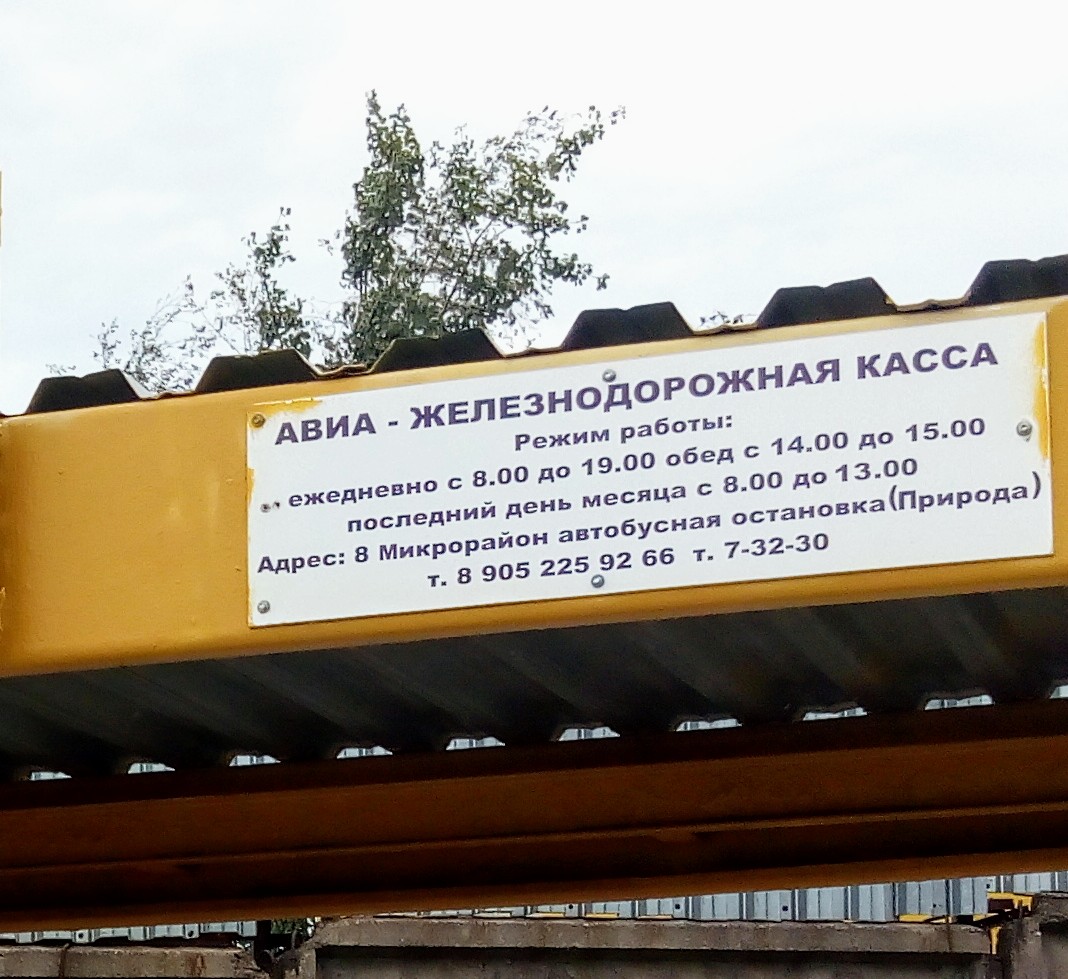 АВИА - ЖЕЛЕЗНОДОРОЖНАЯ КАССА
Режим работы:
ежедневно с 8.00 до 19.00 обед с 14.00 до 15.00
последний день месяца с 8.00 до 13.00
Адрес: 8 Микрорайон автобусная остановка(Природа)
т. 8 905 225 92 66 т. 7-32-30